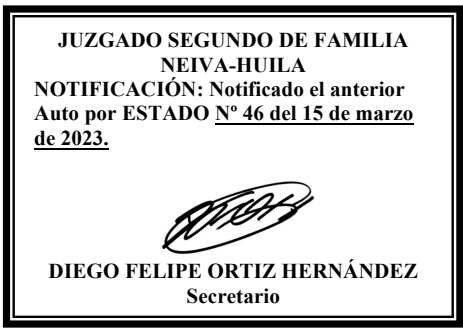 JUZGADO SEGUNDO DE FAMILIA
NEIVA-HUILA
NOTIFICACIÓN: Notificado el anterior
Auto por ESTADO Nº 46 del 15 de marzo
de 2023.
DIEGO FELIPE ORTIZ HERNÁNDEZ
Secretario